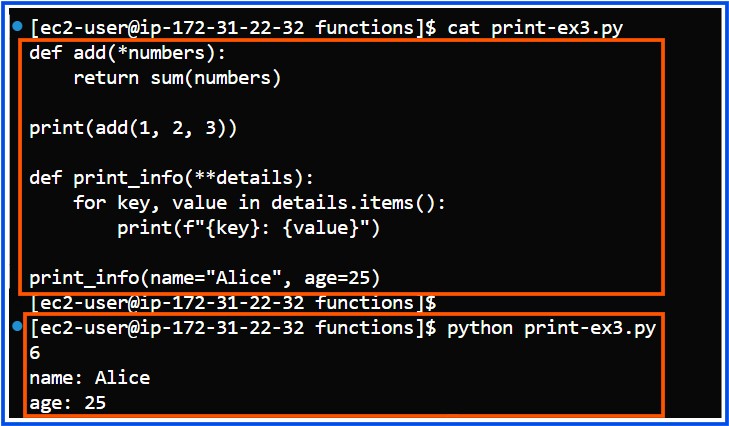 [ec2-user@ip-172-31-22-32 functions]$ cat print-ex3.py
def add(*numbers):
    return sum(numbers)

print(add(1, 2, 3))

def print_info(**details):
    for key, value in details.items():
        print(f"{key}: {value}")

print_info(name="Alice", age=25)
[ec2-user@ip-172-31-22-32 functions]$
[ec2-user@ip-172-31-22-32 functions]$ python print-ex3.py
6
name: Alice
age: 25